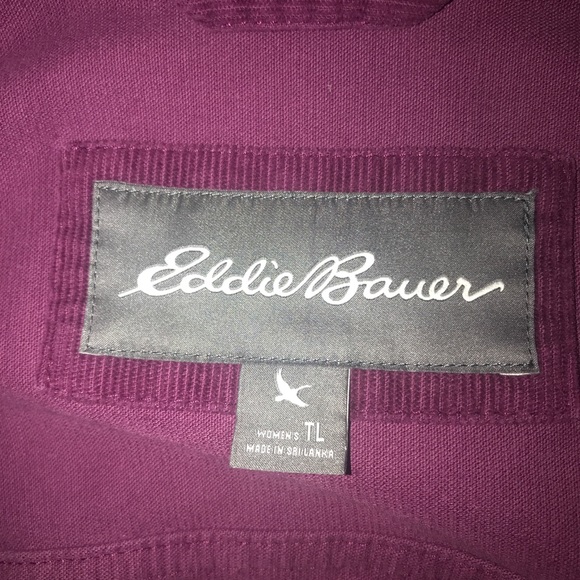 Eddie Bauer
WOMEN'S TL
MADE IN SRI LANKA